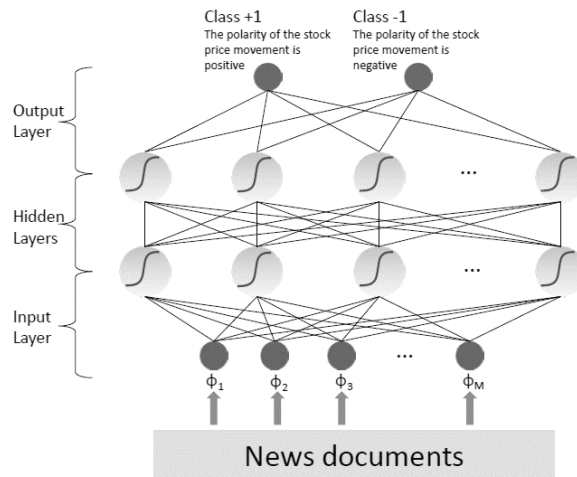 Class +1
The polarity of the stock
price movement is
positive
Class -1
The polarity of the stock
price movement is
negative
Output
Layer
...
Hidden
Layers
...
Input
Layer
...
ϕ1
ϕ2
ϕ3
ϕM
News documents